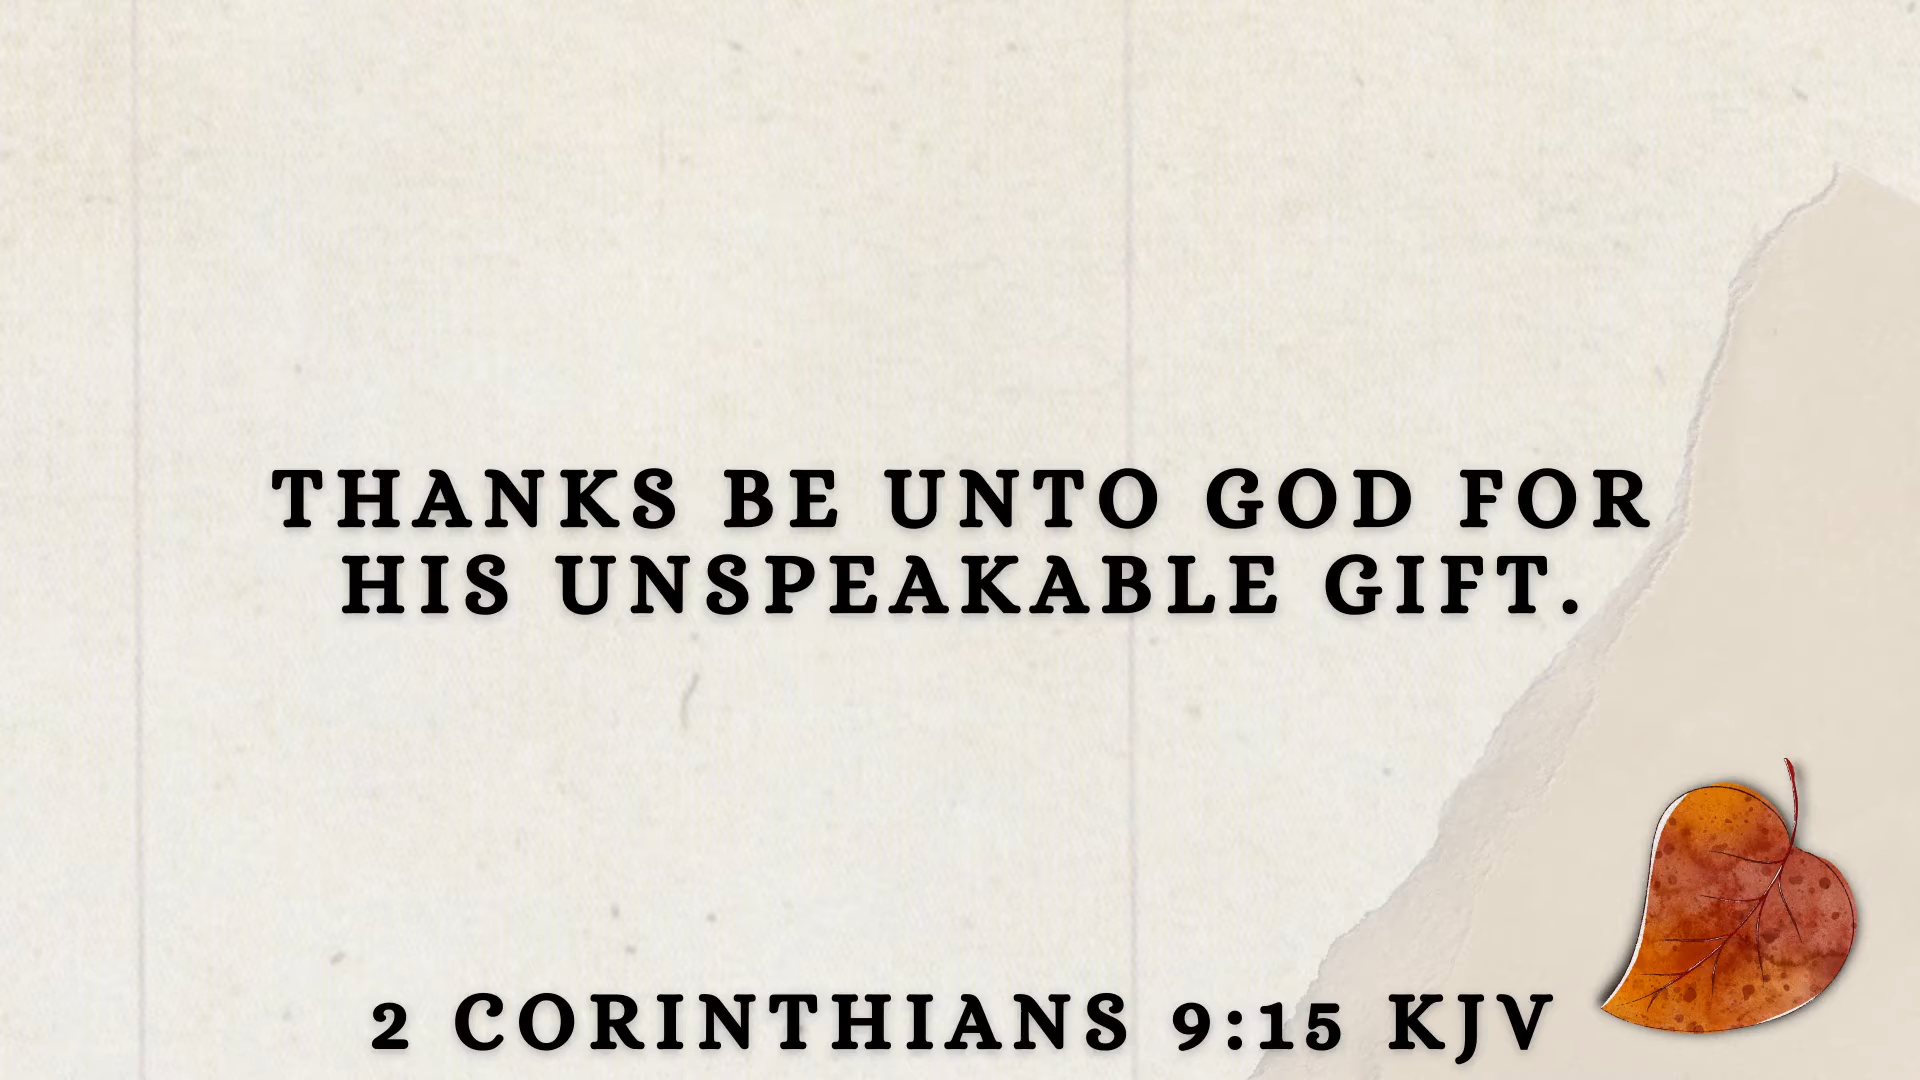 THANKS BE UNTO GOD FOR
HIS UNSPEAKABLE GIFT.
2 CORINTHIANS 9:15 KJV